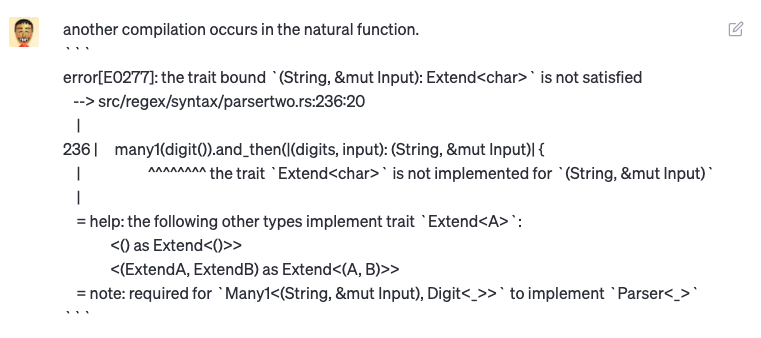 another compilation occurs in the natural function.
```
error[E0277]: the trait bound `(String, &mut Input): Extend<char>` is not satisfied
--> src/regex/syntax/parsertwo.rs:236:20
|
236 | many1(digit()).and_then(|(digits, input): (String, &mut Input)| {
| ^^^^^^^^ the trait `Extend<char>` is not implemented for `(String, &mut Input)`
|
= help: the following other types implement trait `Extend<A>`:
<() as Extend<()>>
<(ExtendA, ExtendB) as Extend<(A, B)>>
= note: required for `Many1<(String, &mut Input), Digit<_>>` to implement `Parser<_>`
```